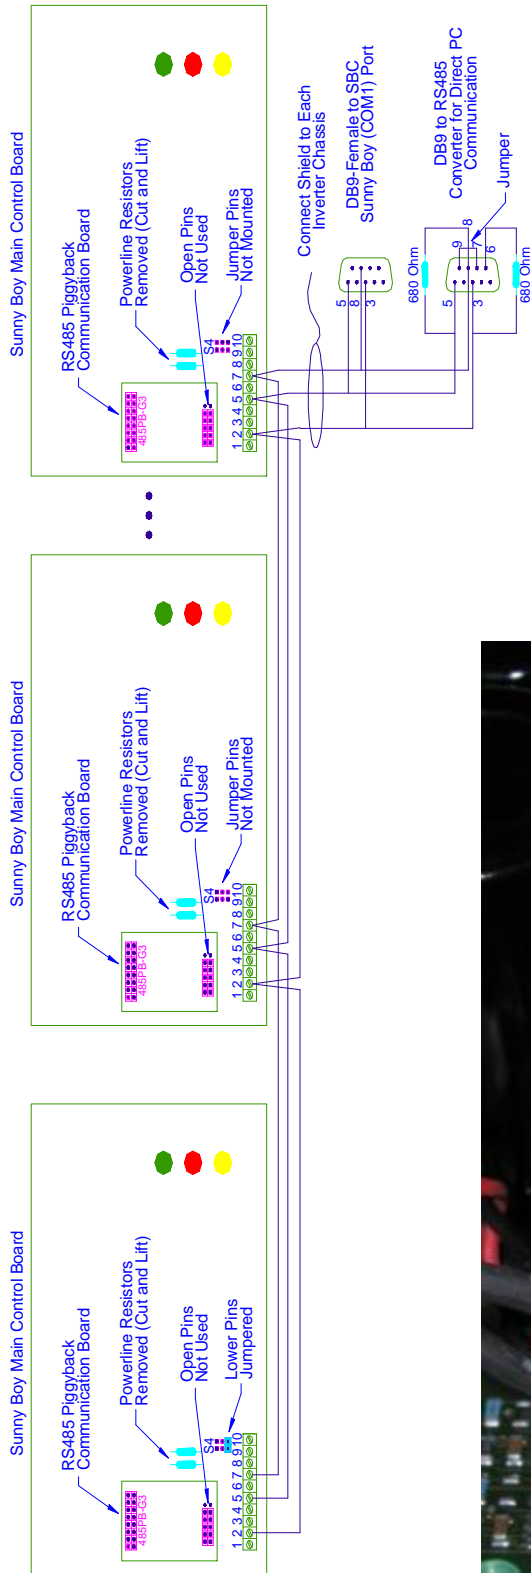 Sunny Boy Main Control Board
RS485 Piggyback
Communication Board
485PB-G3
Powerline Resistors
Removed (Cut and Lift)
Open Pins
Not Used
S4
Lower Pins
Jumpered
1 2 3 4 5 6 7 8 9 10
Sunny Boy Main Control Board
RS485 Piggyback
Communication Board
485PB-G3
Powerline Resistors
Removed (Cut and Lift)
Open Pins
Not Used
S4
Jumper Pins
Not Mounted
1 2 3 4 5 6 7 8 9 10
Sunny Boy Main Control Board
RS485 Piggyback
Communication Board
485PB-G3
Powerline Resistors
Removed (Cut and Lift)
Open Pins
Not Used
S4
Jumper Pins
Not Mounted
1 2 3 4 5 6 7 8 9 10
Connect Shield to Each
Inverter Chassis
DB9-Female to SBC
Sunny Boy (COM1) Port
5
8
3
DB9 to RS485
Converter for Direct PC
Communication
680 Ohm
5
9
8
7
3
6
Jumper
680 Ohm